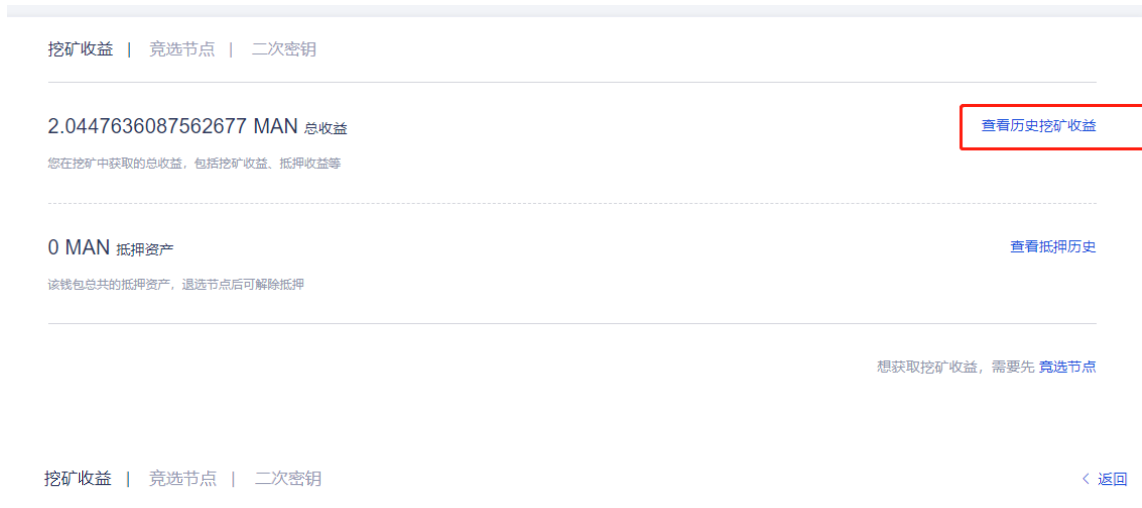 挖矿收益 | 竞选节点 | 二次密钥
2.0447636087562677 MAN 总收益 查看历史挖矿收益
您在挖矿中获取的总收益，包括挖矿收益、抵押收益等
0 MAN 抵押资产 查看抵押历史
该钱包总共的抵押资产，退选节点后可解除抵押
想获取挖矿收益，需要先 竞选节点
挖矿收益 | 竞选节点 | 二次密钥 < 返回